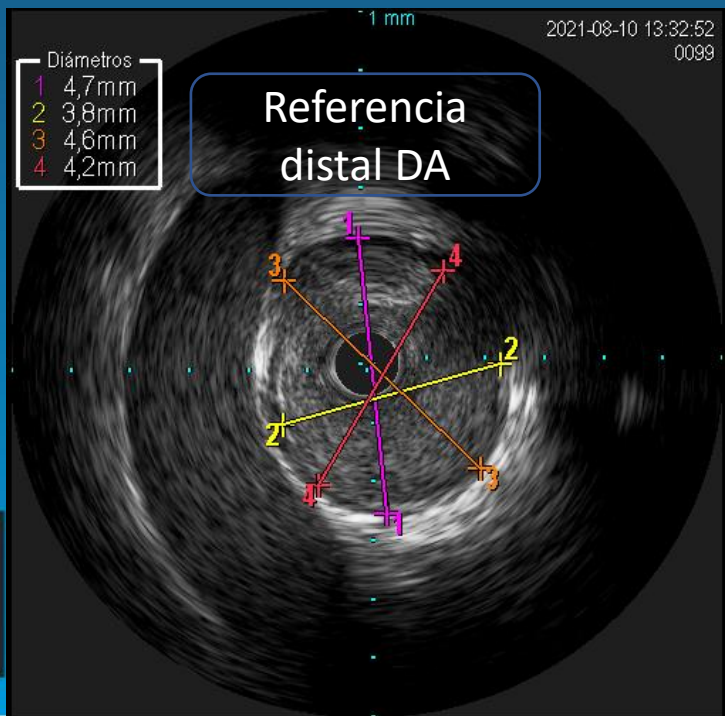 1 mm
2021-08-10 13:32:52
0099
Diámetros
1 4,7mm
2 3,8mm
3 4,6mm
4 4,2mm
Referencia
distal DA
1
3
4
2
2
4
3
1